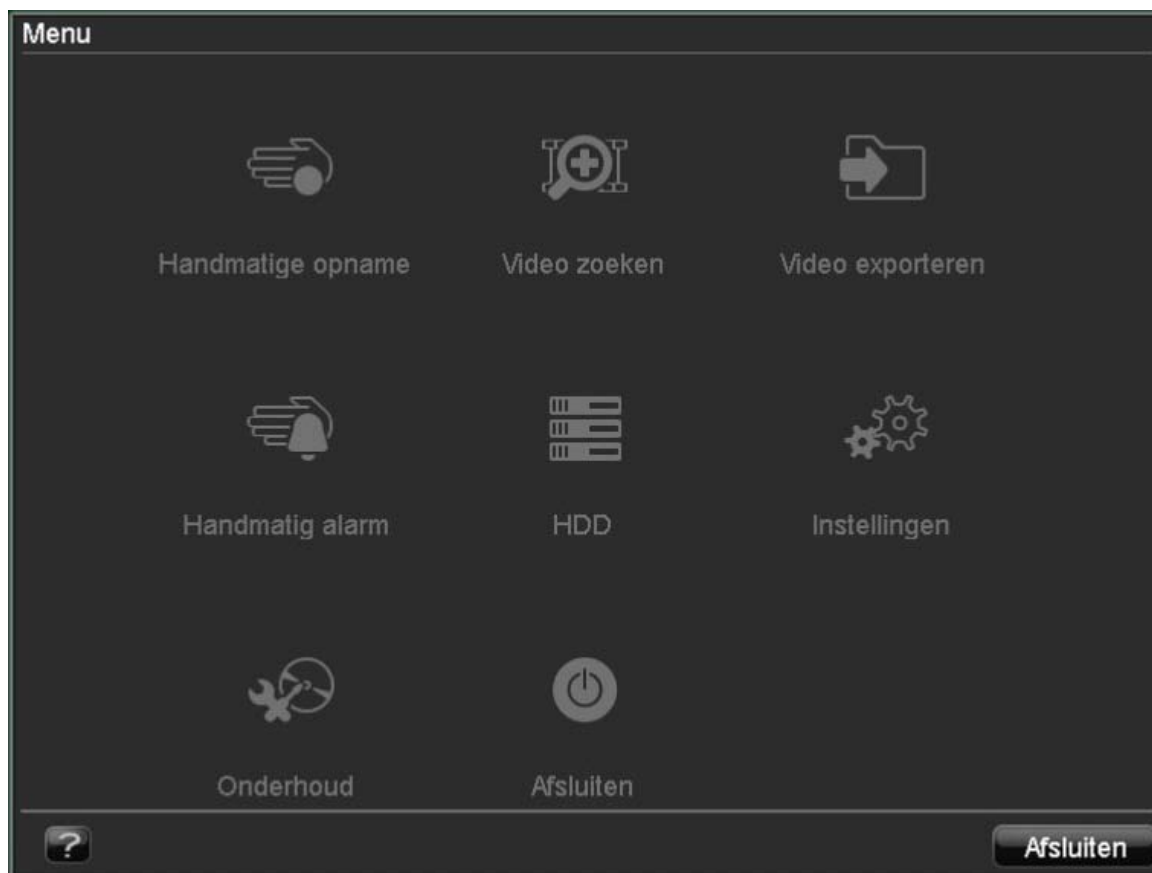 Menu
Handmatige opname
Video zoeken
Video exporteren
Handmatig alarm
HDD
Instellingen
Onderhoud
Afsluiten
?
Afsluiten